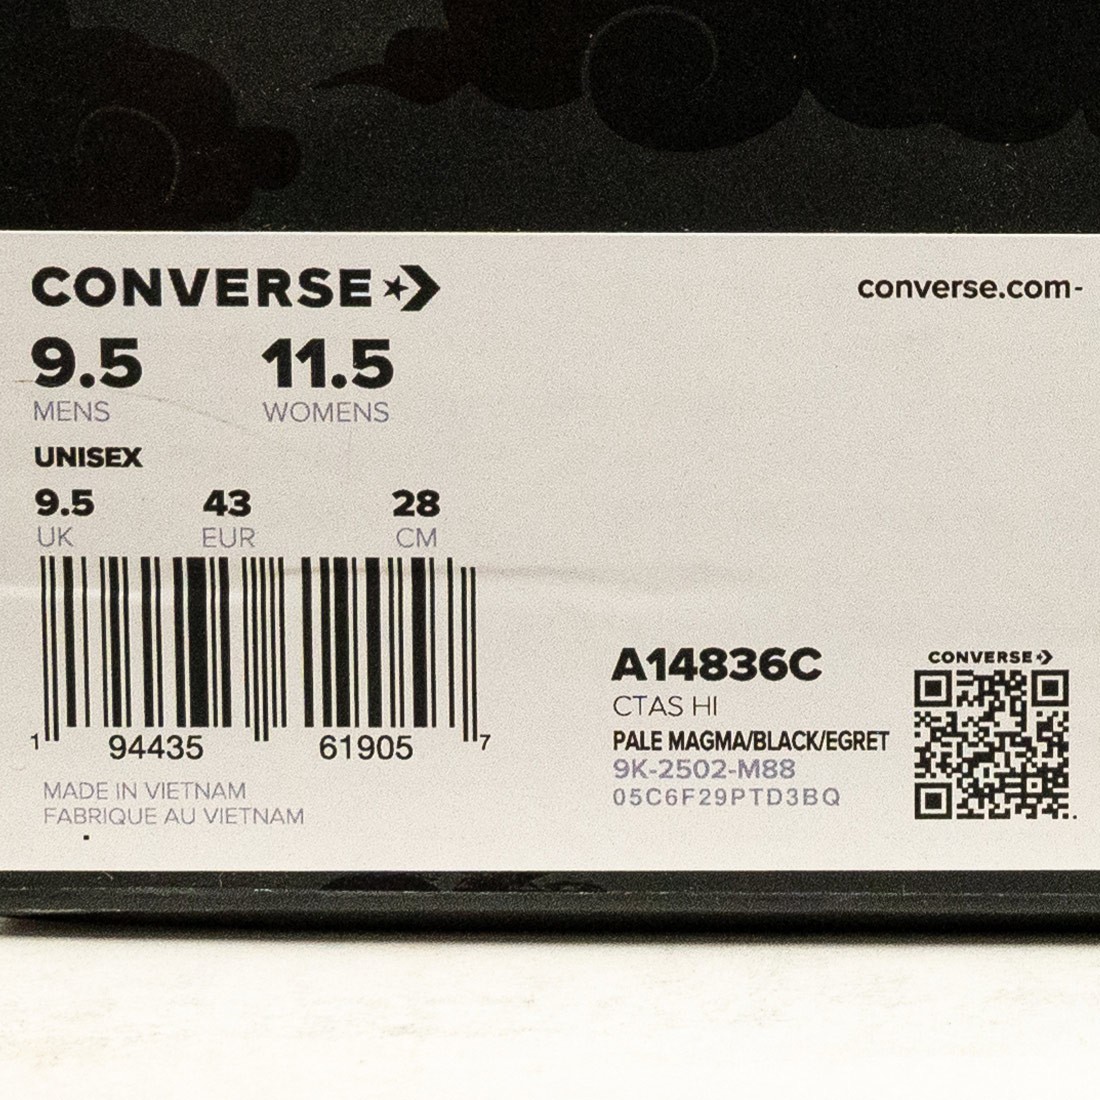 CONVERSE
converse.com-
9.5 11.5
MENS WOMENS
UNISEX
9.5 43 28
UK EUR CM
1 94435 61905 7
MADE IN VIETNAM
FABRIQUE AU VIETNAM
A14836C
CTAS HI
PALE MAGMA/BLACK/EGRET
9K-2502-M88
05C6F29PTD3BQ
CONVERSE